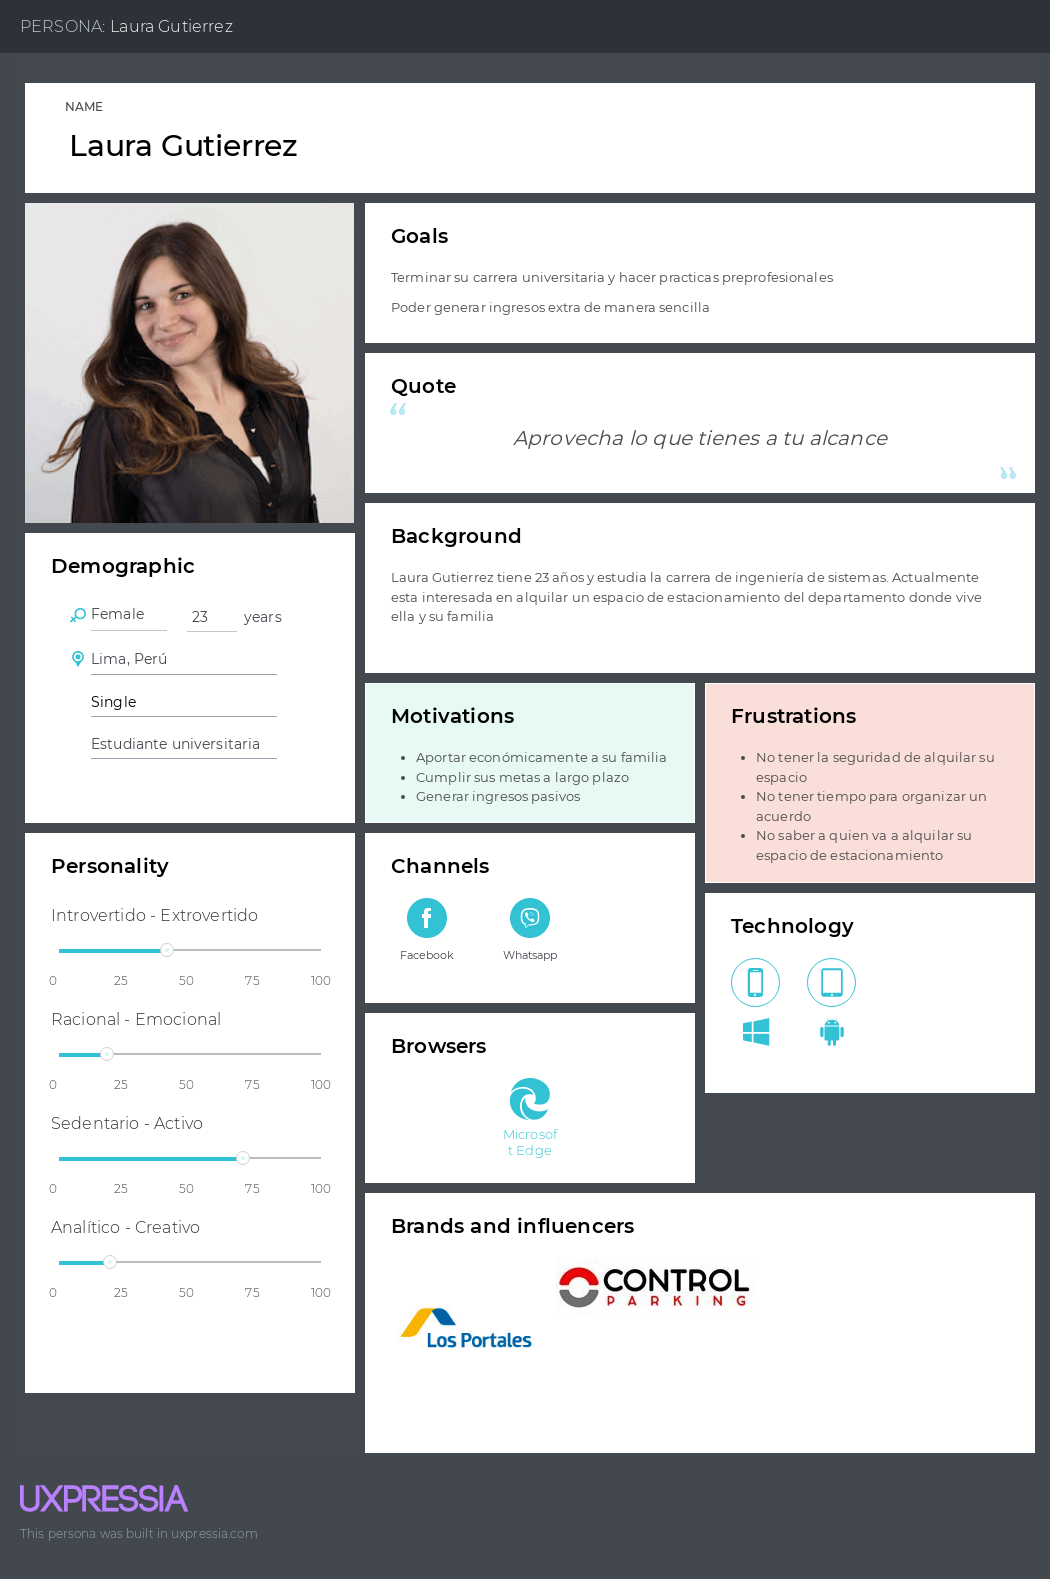 PERSONA: Laura Gutierrez
NAME
Laura Gutierrez
Goals
Terminar su carrera universitaria y hacer practicas preprofesionales
Poder generar ingresos extra de manera sencilla
Quote
“
Aprovecha lo que tienes a tu alcance
”
Background
Laura Gutierrez tiene 23 años y estudia la carrera de ingeniería de sistemas. Actualmente
esta interesada en alquilar un espacio de estacionamiento del departamento donde vive
ella y su familia
Demographic
Female 23 years
Lima, Perú
Single
Estudiante universitaria
Motivations
• Aportar económicamente a su familia
• Cumplir sus metas a largo plazo
• Generar ingresos pasivos
Frustrations
• No tener la seguridad de alquilar su
espacio
• No tener tiempo para organizar un
acuerdo
• No saber a quien va a alquilar su
espacio de estacionamiento
Personality
Introvertido - Extrovertido
0 25 50 75 100
Racional - Emocional
0 25 50 75 100
Sedentario - Activo
0 25 50 75 100
Analítico - Creativo
0 25 50 75 100
Channels
Facebook Whatsapp
Technology
Browsers
Microsof
t Edge
Brands and influencers
CONTROL
PARKING
Los Portales
UXPRESSIA
This persona was built in uxpressia.com